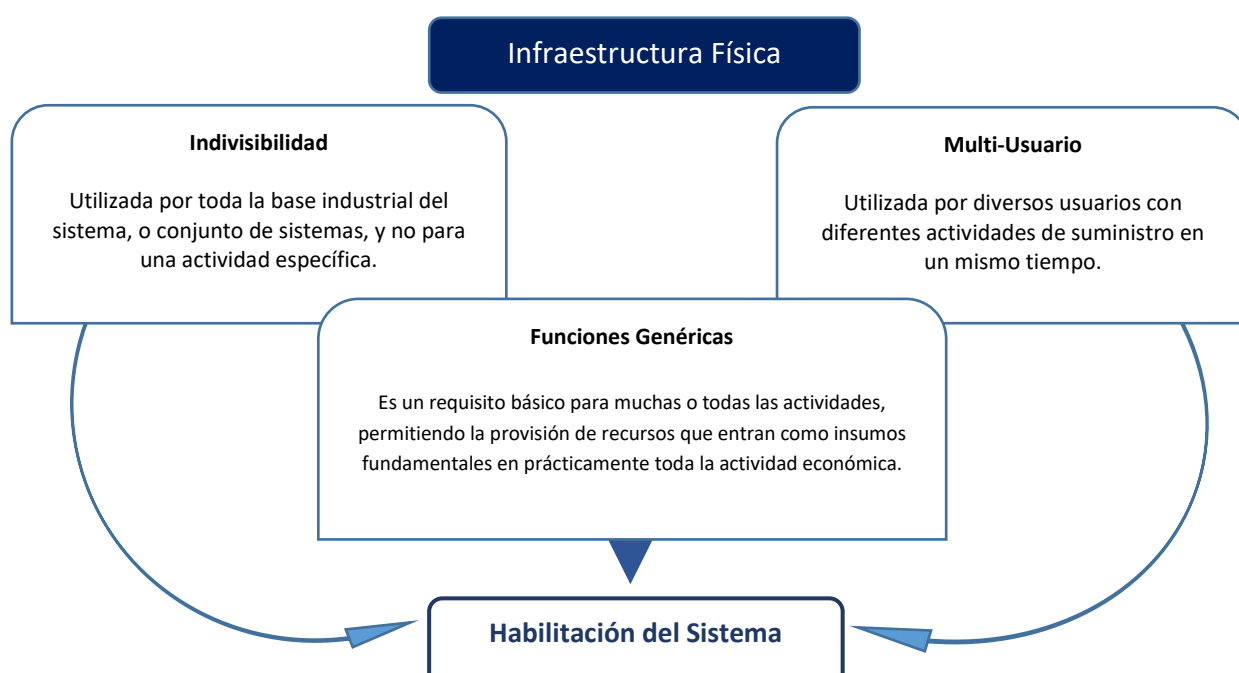 Infraestructura Física
Indivisibilidad
Utilizada por toda la base industrial del
sistema, o conjunto de sistemas, y no para
una actividad específica.
Multi-Usuario
Utilizada por diversos usuarios con
diferentes actividades de suministro en
un mismo tiempo.
Funciones Genéricas
Es un requisito básico para muchas o todas las actividades,
permitiendo la provisión de recursos que entran como insumos
fundamentales en prácticamente toda la actividad económica.
Habilitación del Sistema